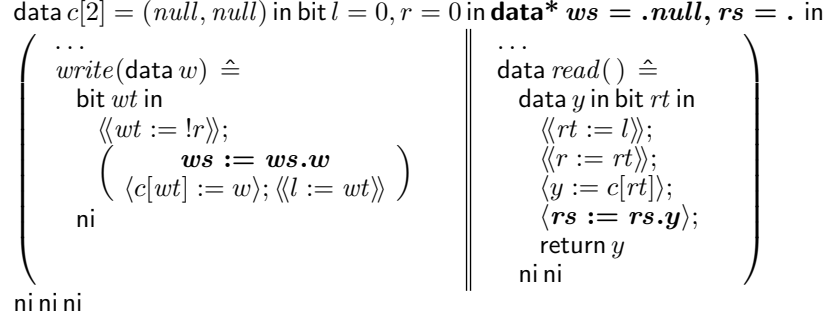 data c[2] = (null, null) in bit l = 0, r = 0 in data* ws = .null, rs = . in
. . .
write(data w) ≙
bit wt in
⟪wt := !r⟫;
ws := ws.w
⟨c[wt] := w⟩; ⟪l := wt⟫
ni
. . .
data read( ) ≙
data y in bit rt in
⟪rt := l⟫;
⟪r := rt⟫;
⟨y := c[rt]⟩;
⟨rs := rs.y⟩;
return y
ni ni
ni ni ni